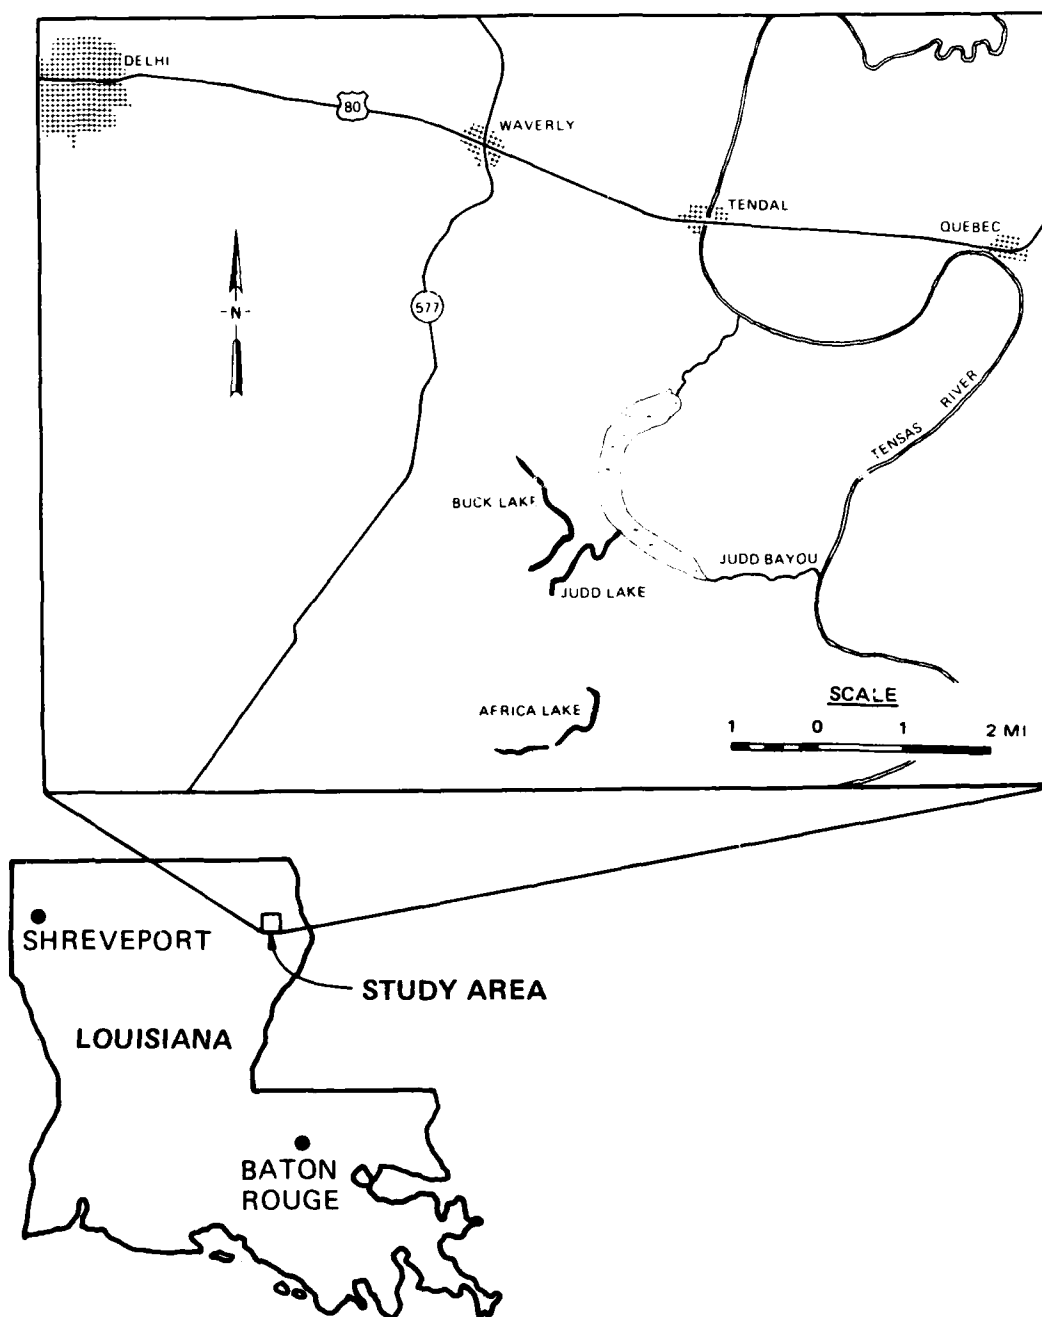 DELHI
80
WAVERLY
TENDAL
QUEBEC
-N-
577
TENSAS RIVER
BUCK LAKE
JUDD BAYOU
JUDD LAKE
AFRICA LAKE
SCALE
1 0 1 2 MI
SHREVEPORT
STUDY AREA
LOUISIANA
BATON
ROUGE